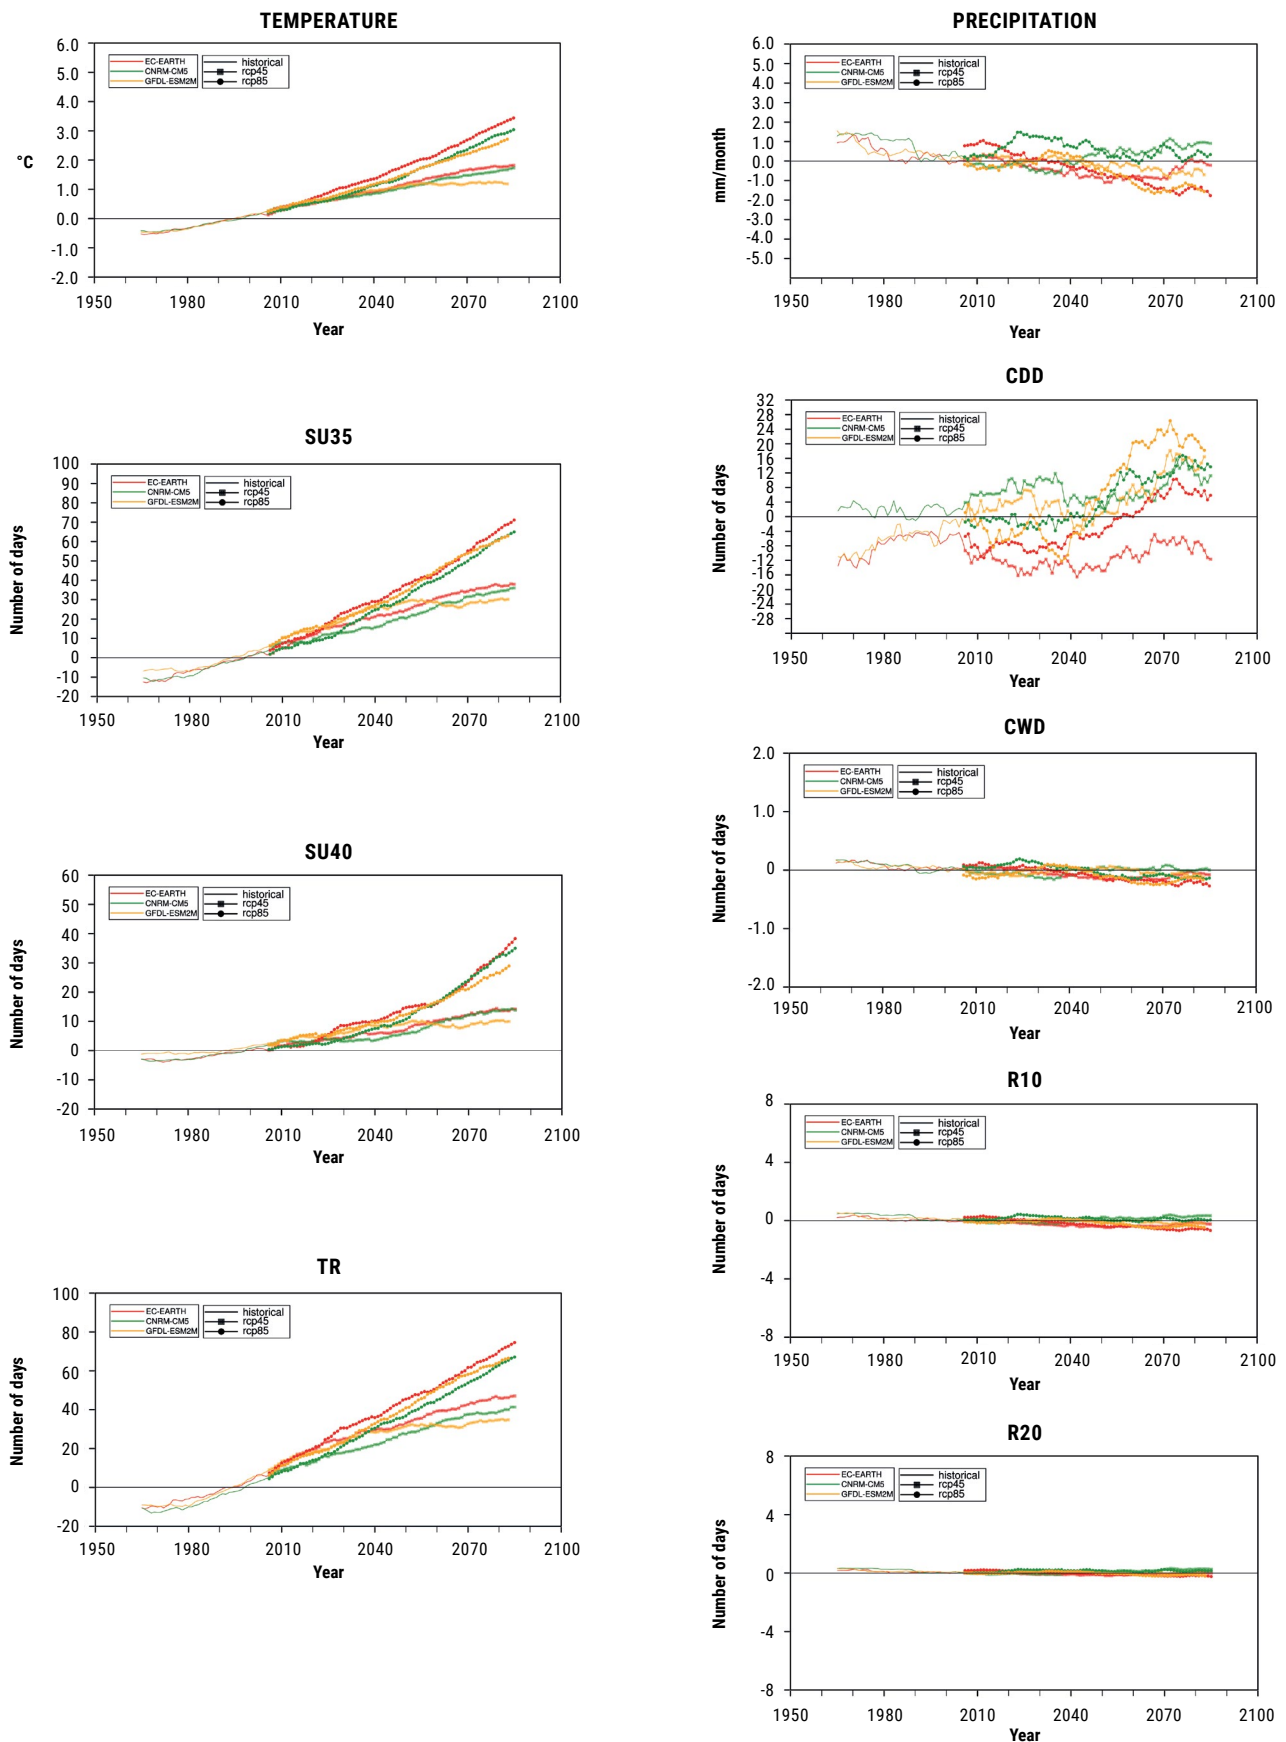 TEMPERATURE
6.0
5.0
4.0
3.0
2.0
1.0
0.0
-1.0
-2.0
°C
EC-EARTH
CNRM-CM5
GFDL-ESM2M
historical
rcp45
rcp85
1950 1980 2010 2040 2070 2100
Year
SU35
100
90
80
70
60
50
40
30
20
10
0
-10
-20
Number of days
EC-EARTH
CNRM-CM5
GFDL-ESM2M
historical
rcp45
rcp85
1950 1980 2010 2040 2070 2100
Year
SU40
60
50
40
30
20
10
0
-10
-20
Number of days
EC-EARTH
CNRM-CM5
GFDL-ESM2M
historical
rcp45
rcp85
1950 1980 2010 2040 2070 2100
Year
TR
100
80
60
40
20
0
-20
Number of days
EC-EARTH
CNRM-CM5
GFDL-ESM2M
historical
rcp45
rcp85
1950 1980 2010 2040 2070 2100
Year
PRECIPITATION
6.0
5.0
4.0
3.0
2.0
1.0
0.0
-1.0
-2.0
-3.0
-4.0
-5.0
mm/month
EC-EARTH
CNRM-CM5
GFDL-ESM2M
historical
rcp45
rcp85
1950 1980 2010 2040 2070 2100
Year
CDD
32
28
24
20
16
12
8
4
0
-4
-8
-12
-16
-20
-24
-28
Number of days
EC-EARTH
CNRM-CM5
GFDL-ESM2M
historical
rcp45
rcp85
1950 1980 2010 2040 2070 2100
Year
CWD
2.0
1.0
0
-1.0
-2.0
Number of days
EC-EARTH
CNRM-CM5
GFDL-ESM2M
historical
rcp45
rcp85
1950 1980 2010 2040 2070 2100
Year
R10
8
4
0
-4
-8
Number of days
EC-EARTH
CNRM-CM5
GFDL-ESM2M
historical
rcp45
rcp85
1950 1980 2010 2040 2070 2100
Year
R20
8
4
0
-4
-8
Number of days
EC-EARTH
CNRM-CM5
GFDL-ESM2M
historical
rcp45
rcp85
1950 1980 2010 2040 2070 2100
Year